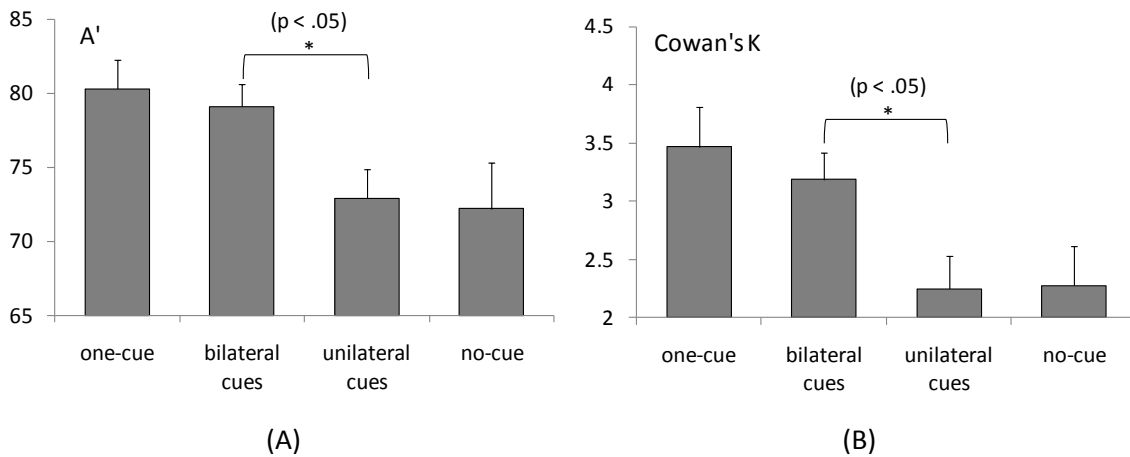 A'
(p < .05)
*
85
80
75
70
65
one-cue
bilateral
cues
unilateral
cues
no-cue
(A)
Cowan's K
(p < .05)
*
4.5
4
3.5
3
2.5
2
one-cue
bilateral
cues
unilateral
cues
no-cue
(B)